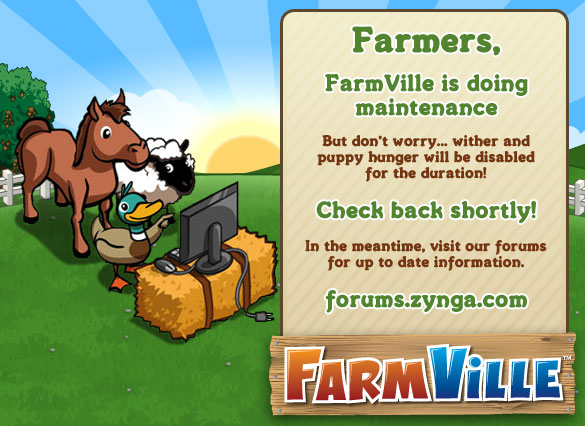 Farmers,
FarmVille is doing
maintenance
But don't worry... wither and
puppy hunger will be disabled
for the duration!
Check back shortly!
In the meantime, visit our forums
for up to date information.
forums.zynga.com
FARMVILLE™